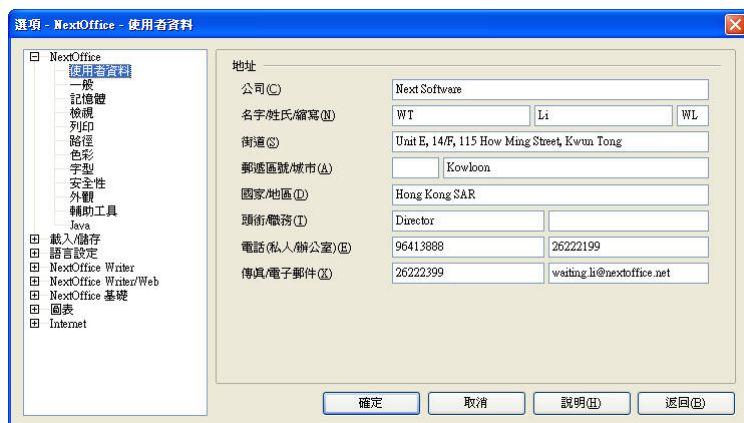 選項 - NextOffice - 使用者資料
NextOffice
使用者資料
一般
記憶體
檢視
列印
路徑
色彩
字型
安全性
外觀
輔助工具
Java
載入/儲存
語言設定
NextOffice Writer
NextOffice Writer/Web
NextOffice 基礎
圖表
Internet
地址
公司(C) Next Software
名字/姓氏/縮寫(N) WT Li WL
街道(S) Unit E, 14/F, 115 How Ming Street, Kwun Tong
郵遞區號/城市(A) Kowloon
國家/地區(D) Hong Kong SAR
頭銜/職務(T) Director
電話(私人/辦公室)(E) 96413888 26222199
傳真/電子郵件(X) 26222399 waiting.li@nextoffice.net
確定 取消 說明(H) 返回(B)